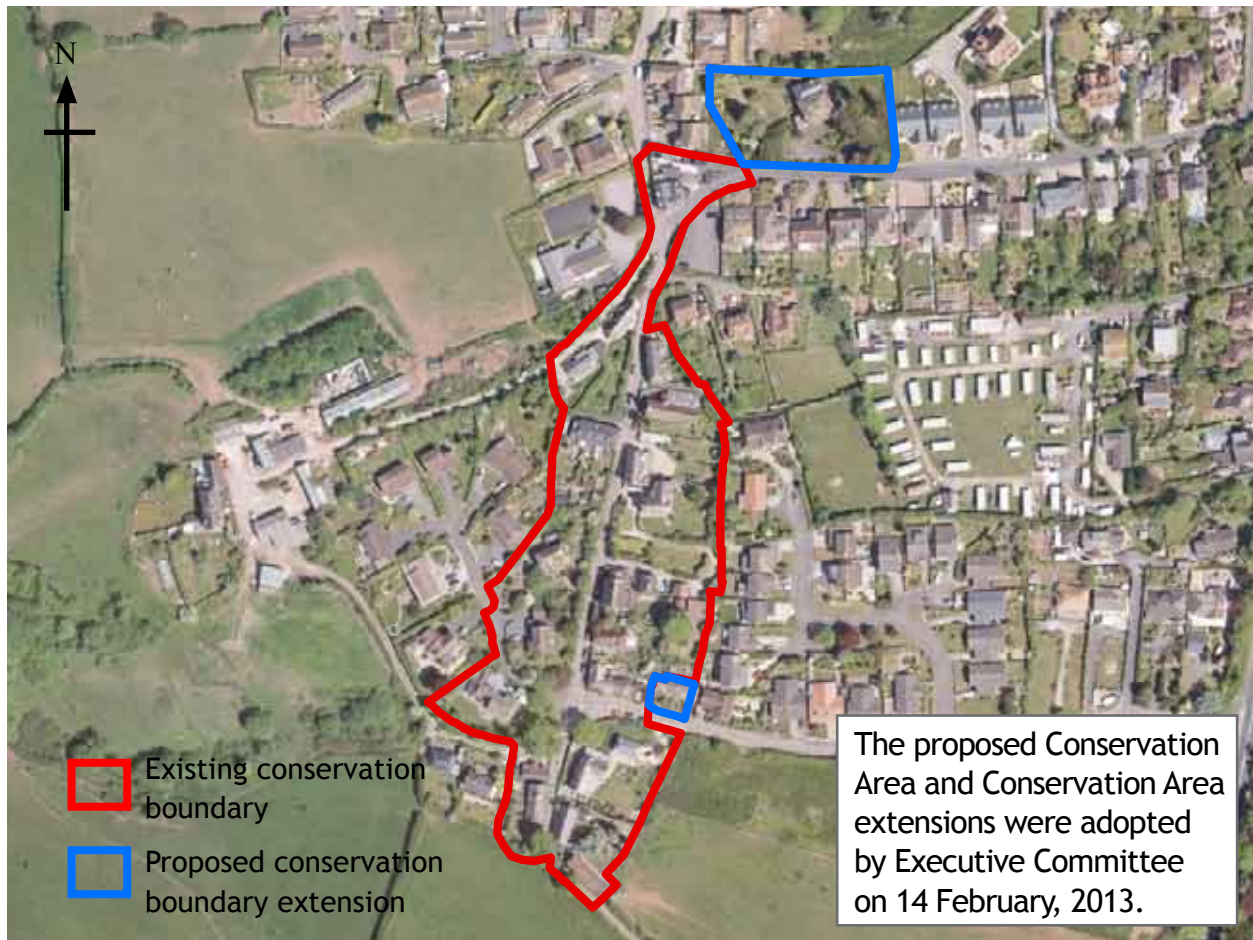 N
Existing conservation
boundary
Proposed conservation
boundary extension
The proposed Conservation
Area and Conservation Area
extensions were adopted
by Executive Committee
on 14 February, 2013.